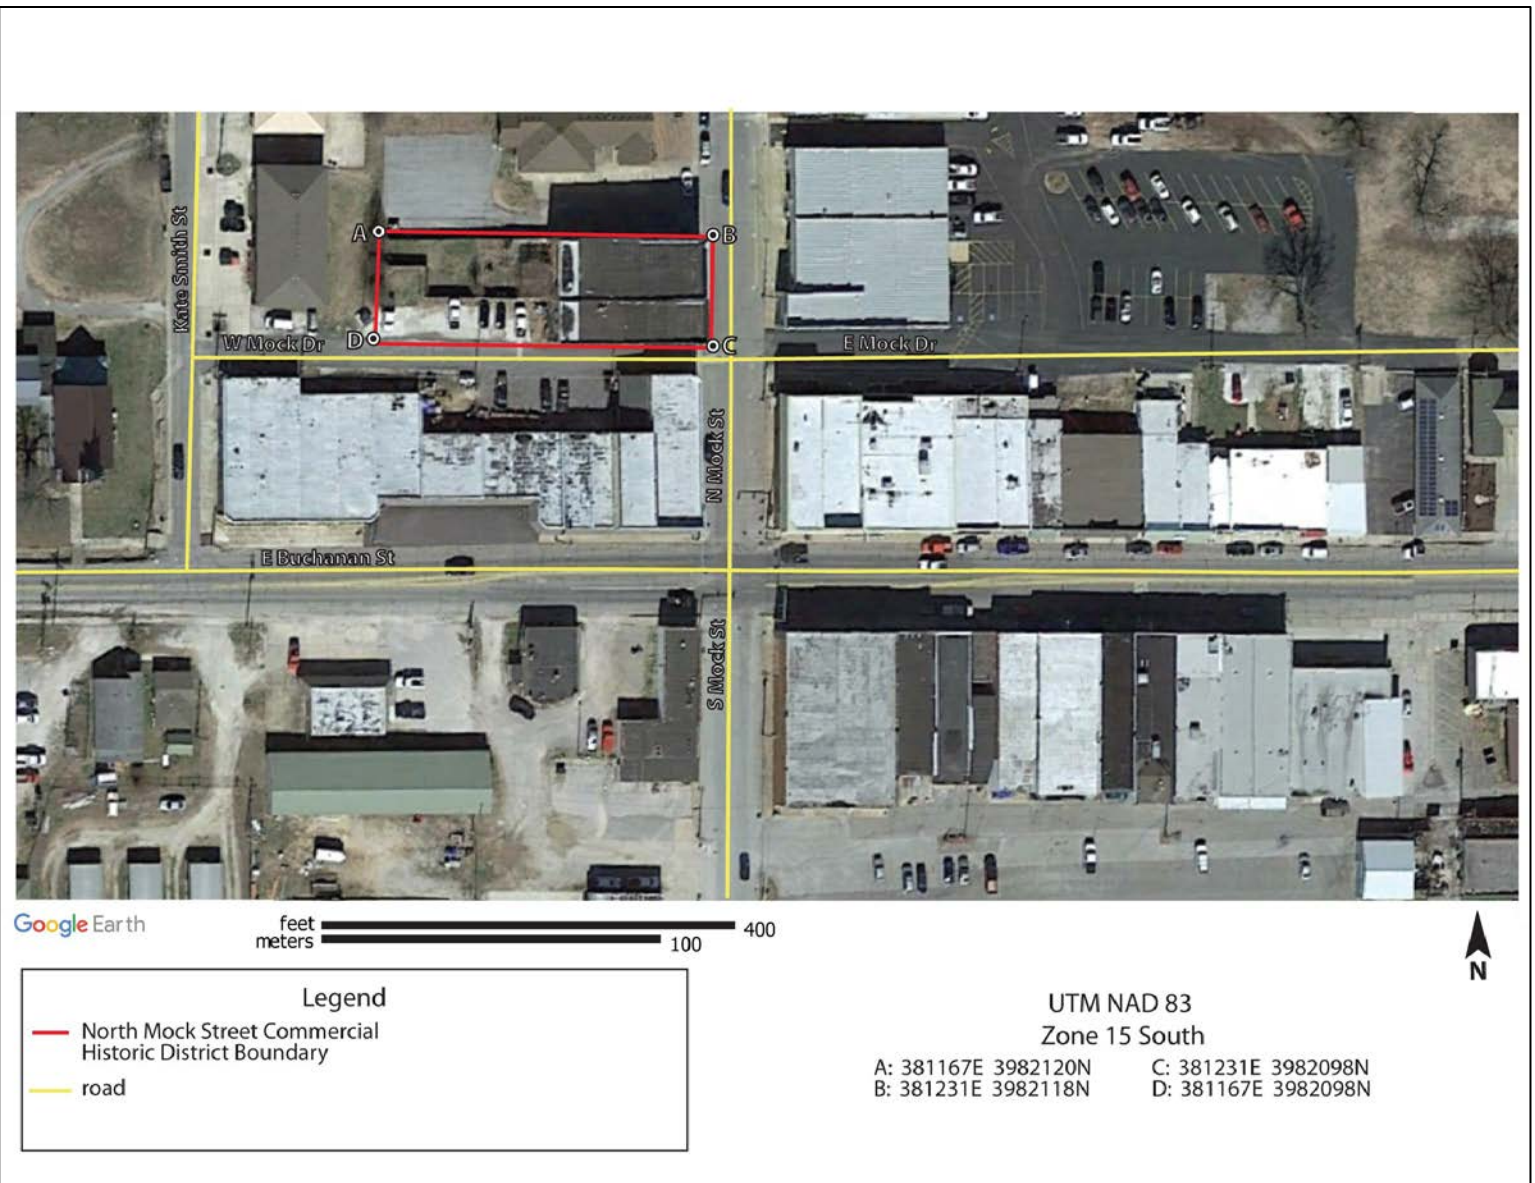 A
B
Kate Smith St
D
C
W Mock Dr
E Mock Dr
N Mock St
E Buchanan St
S Mock St
Google Earth
feet
400
meters
100
N
Legend
North Mock Street Commercial
Historic District Boundary
road
UTM NAD 83
Zone 15 South
A: 381167E 3982120N C: 381231E 3982098N
B: 381231E 3982118N D: 381167E 3982098N